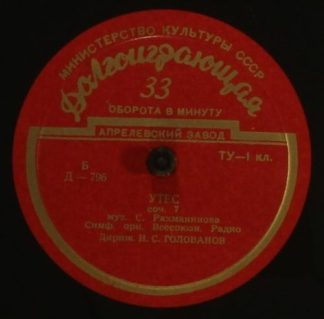 МИНИСТЕРСТВО КУЛЬТУРЫ СССР
Долгоиграющая
33
ОБОРОТА В МИНУТУ
АПРЕЛЕВСКИЙ ЗАВОД
ТУ—1 кл.
Б
Д — 796
УТЕС
соч. 7
муз. С. Рахманинова
Симф. орк. Всесоюзн. Радио
Дириж Н. С. ГОЛОВАНОВ